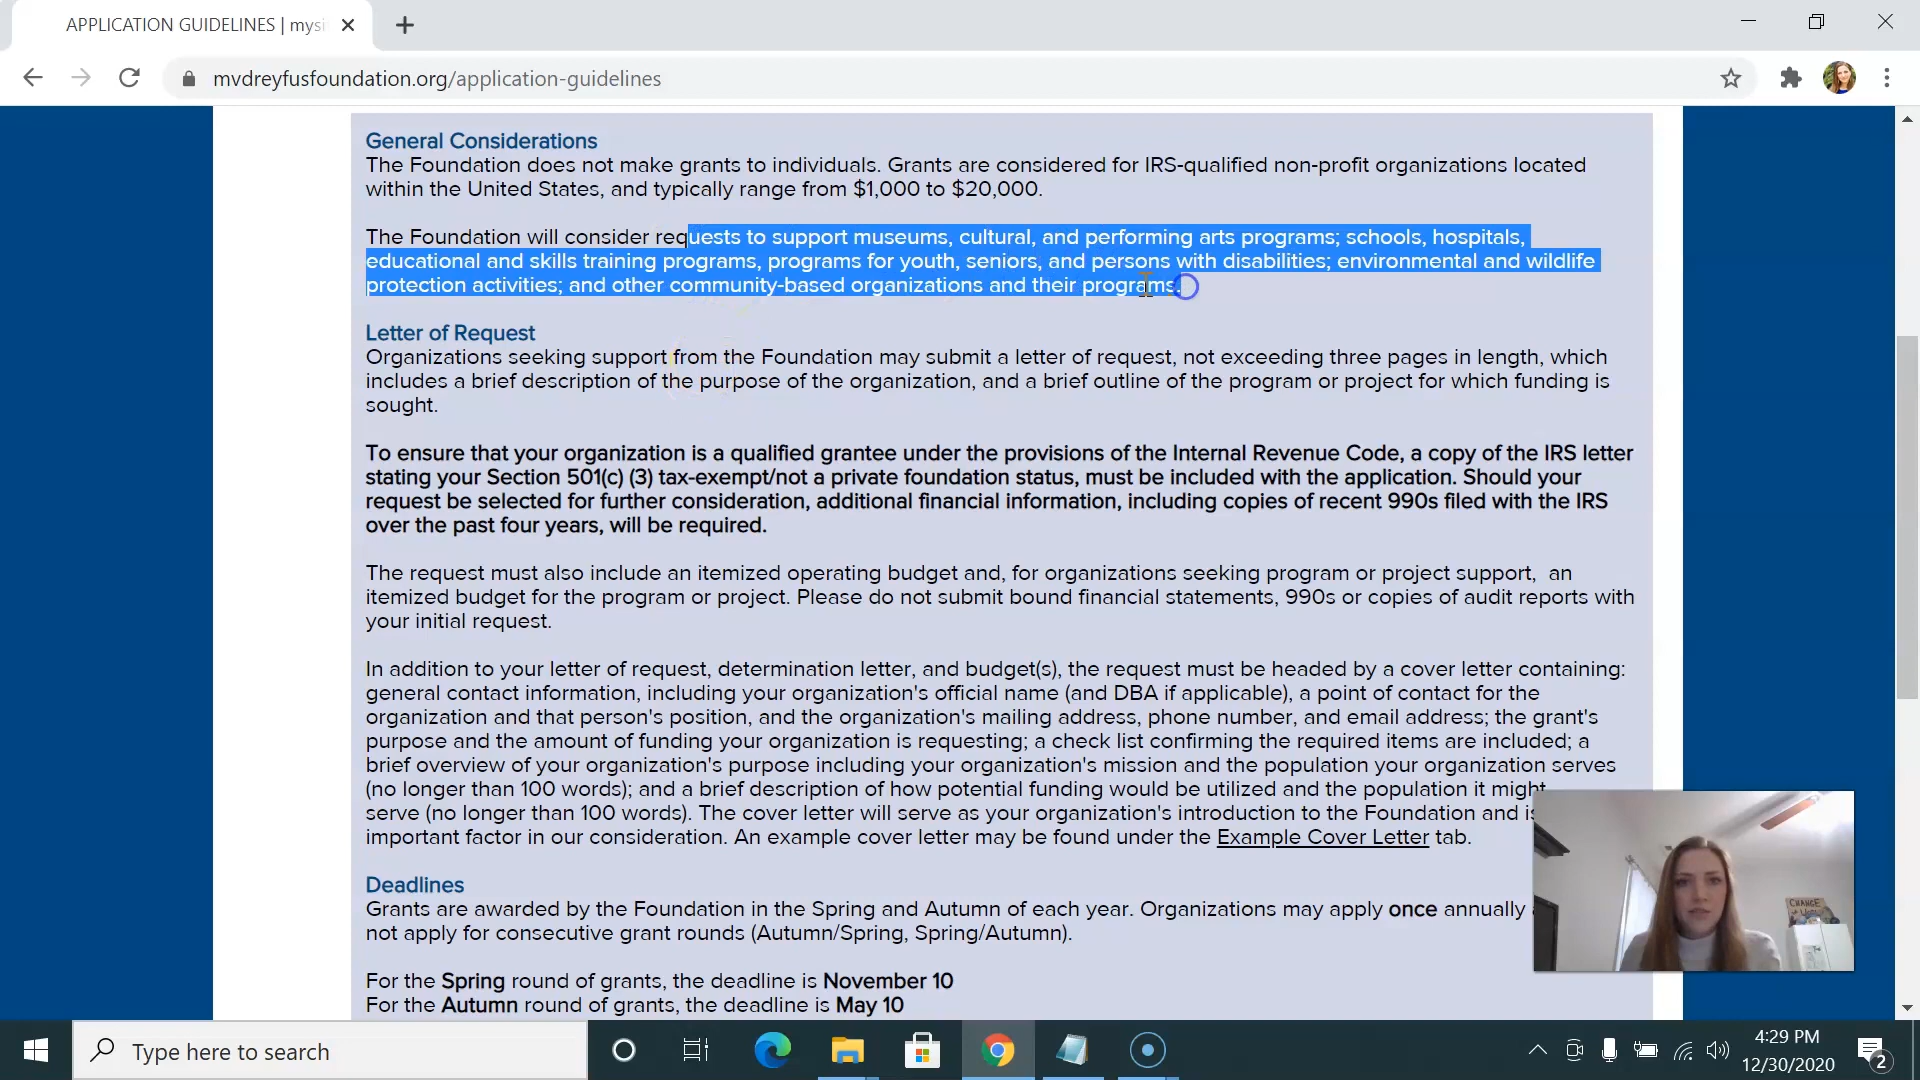 APPLICATION GUIDELINES | mysi
mvdreyfusfoundation.org/application-guidelines
General Considerations
The Foundation does not make grants to individuals. Grants are considered for IRS-qualified non-profit organizations located
within the United States, and typically range from $1,000 to $20,000.
The Foundation will consider requests to support museums, cultural, and performing arts programs; schools, hospitals,
educational and skills training programs, programs for youth, seniors, and persons with disabilities; environmental and wildlife
protection activities; and other community-based organizations and their programs.
Letter of Request
Organizations seeking support from the Foundation may submit a letter of request, not exceeding three pages in length, which
includes a brief description of the purpose of the organization, and a brief outline of the program or project for which funding is
sought.
To ensure that your organization is a qualified grantee under the provisions of the Internal Revenue Code, a copy of the IRS letter
stating your Section 501(c) (3) tax-exempt/not a private foundation status, must be included with the application. Should your
request be selected for further consideration, additional financial information, including copies of recent 990s filed with the IRS
over the past four years, will be required.
The request must also include an itemized operating budget and, for organizations seeking program or project support, an
itemized budget for the program or project. Please do not submit bound financial statements, 990s or copies of audit reports with
your initial request.
In addition to your letter of request, determination letter, and budget(s), the request must be headed by a cover letter containing:
general contact information, including your organization's official name (and DBA if applicable), a point of contact for the
organization and that person's position, and the organization's mailing address, phone number, and email address; the grant's
purpose and the amount of funding your organization is requesting; a check list confirming the required items are included; a
brief overview of your organization's purpose including your organization's mission and the population your organization serves
(no longer than 100 words); and a brief description of how potential funding would be utilized and the population it might
serve (no longer than 100 words). The cover letter will serve as your organization's introduction to the Foundation and is
important factor in our consideration. An example cover letter may be found under the Example Cover Letter tab.
Deadlines
Grants are awarded by the Foundation in the Spring and Autumn of each year. Organizations may apply once annually
not apply for consecutive grant rounds (Autumn/Spring, Spring/Autumn).
For the Spring round of grants, the deadline is November 10
For the Autumn round of grants, the deadline is May 10
CHANGE
Type here to search
4:29 PM
12/30/2020
2